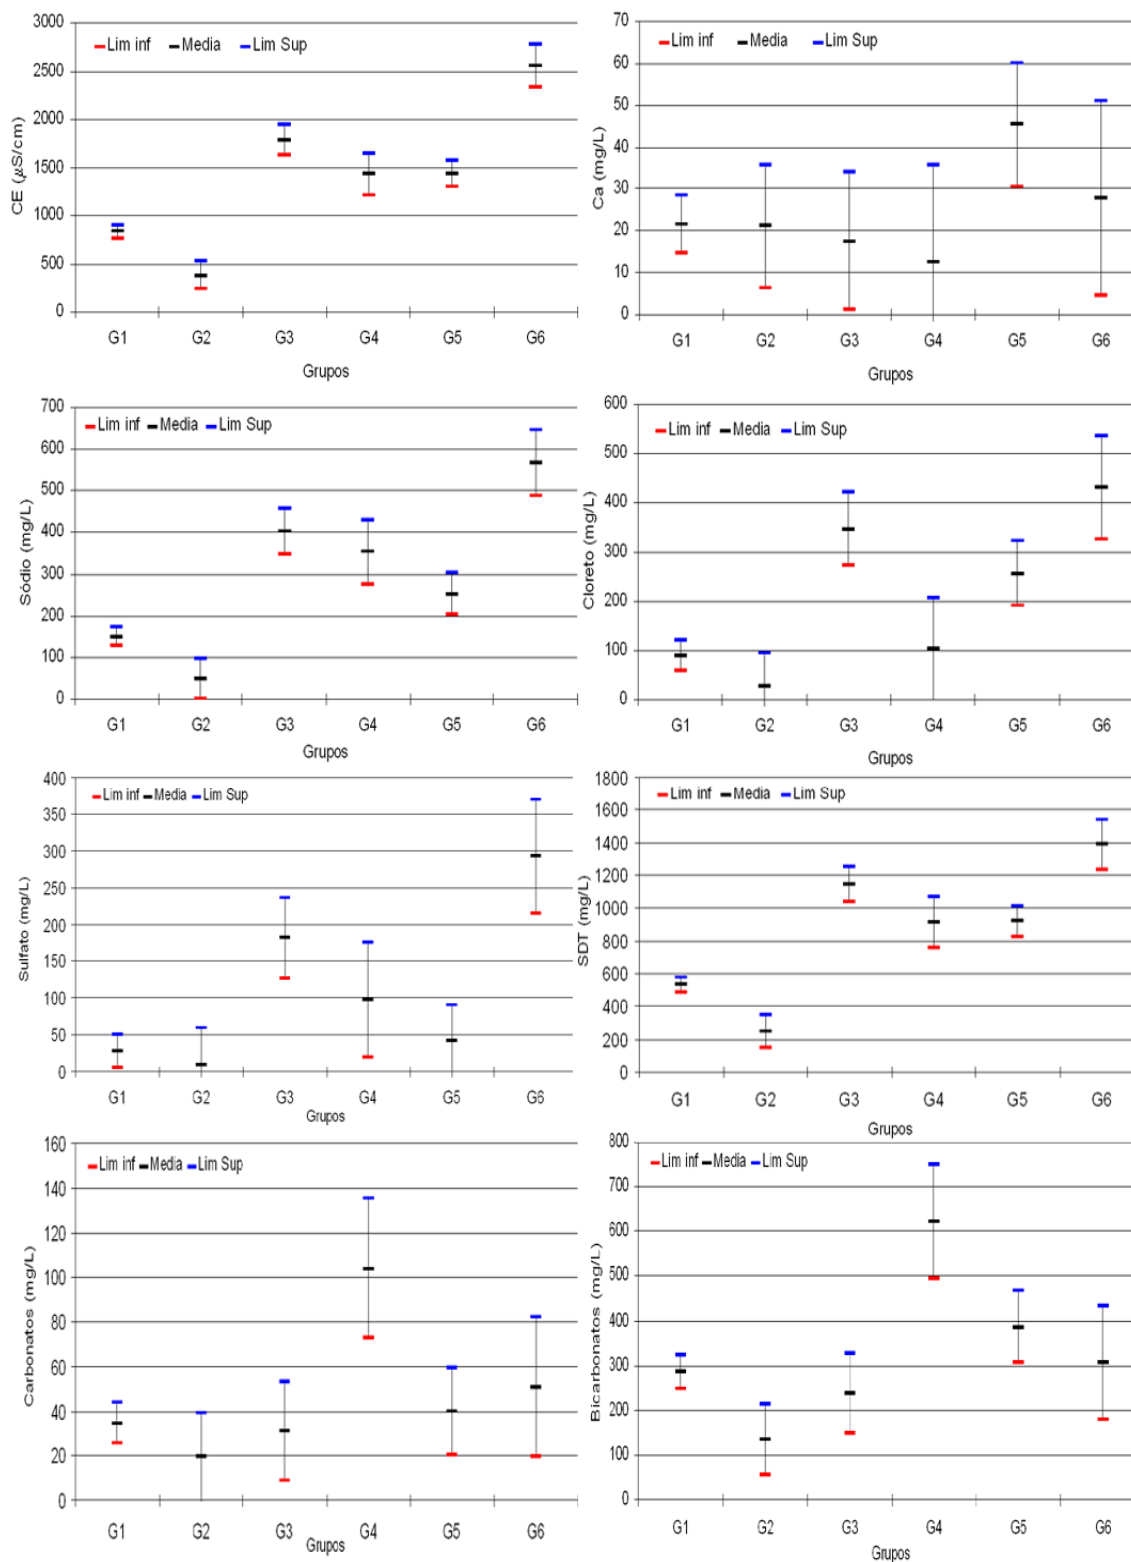 Lim inf Media Lim Sup
CE (µS/cm)
3000
2500
2000
1500
1000
500
0
G1 G2 G3 G4 G5 G6
Grupos
Lim inf Media Lim Sup
Ca (mg/L)
70
60
50
40
30
20
10
0
G1 G2 G3 G4 G5 G6
Grupos
Lim inf Media Lim Sup
Sódio (mg/L)
700
600
500
400
300
200
100
0
G1 G2 G3 G4 G5 G6
Grupos
Lim inf Media Lim Sup
Cloreto (mg/L)
600
500
400
300
200
100
0
G1 G2 G3 G4 G5 G6
Grupos
Lim inf Media Lim Sup
Sulfato (mg/L)
400
350
300
250
200
150
100
50
0
G1 G2 G3 G4 G5 G6
Grupos
Lim inf Media Lim Sup
SDT (mg/L)
1800
1600
1400
1200
1000
800
600
400
200
0
G1 G2 G3 G4 G5 G6
Grupos
Lim inf Media Lim Sup
Carbonatos (mg/L)
160
140
120
100
80
60
40
20
0
G1 G2 G3 G4 G5 G6
Grupos
Lim inf Media Lim Sup
Bicarbonatos (mg/L)
800
700
600
500
400
300
200
100
0
G1 G2 G3 G4 G5 G6
Grupos